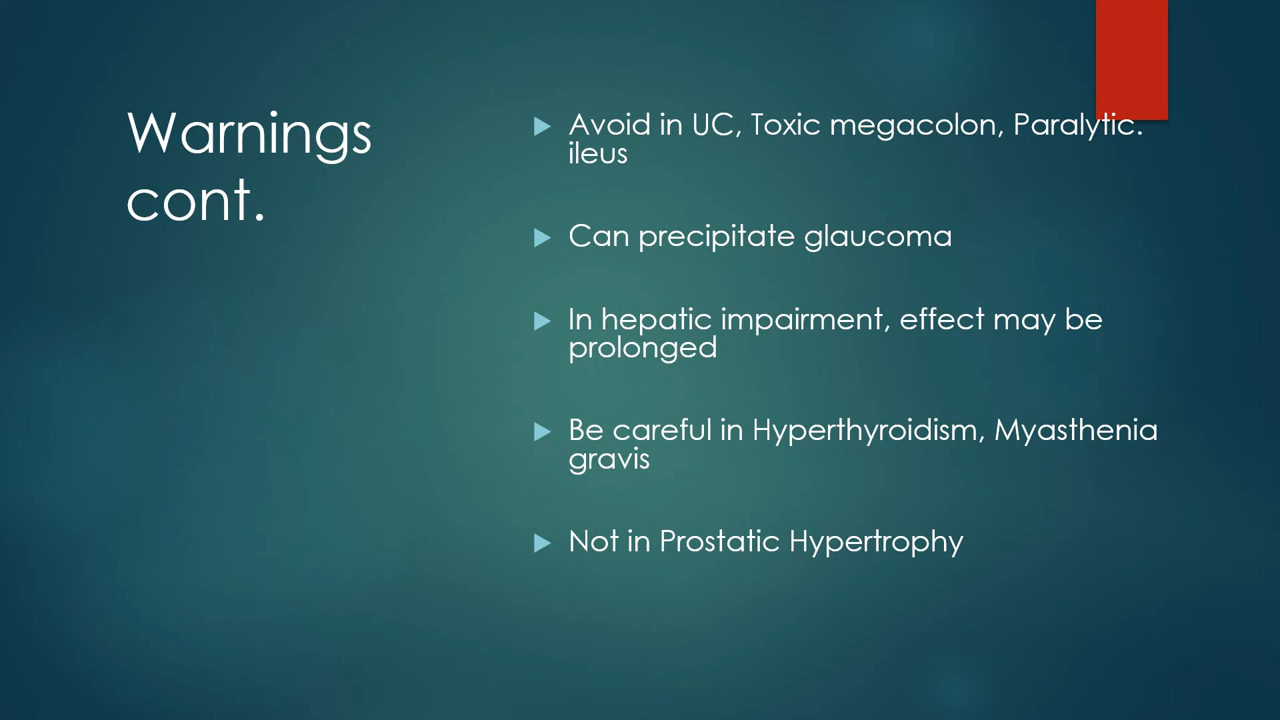 Warnings
cont.
Avoid in UC, Toxic megacolon, Paralytic.
ileus
Can precipitate glaucoma
In hepatic impairment, effect may be
prolonged
Be careful in Hyperthyroidism, Myasthenia
gravis
Not in Prostatic Hypertrophy